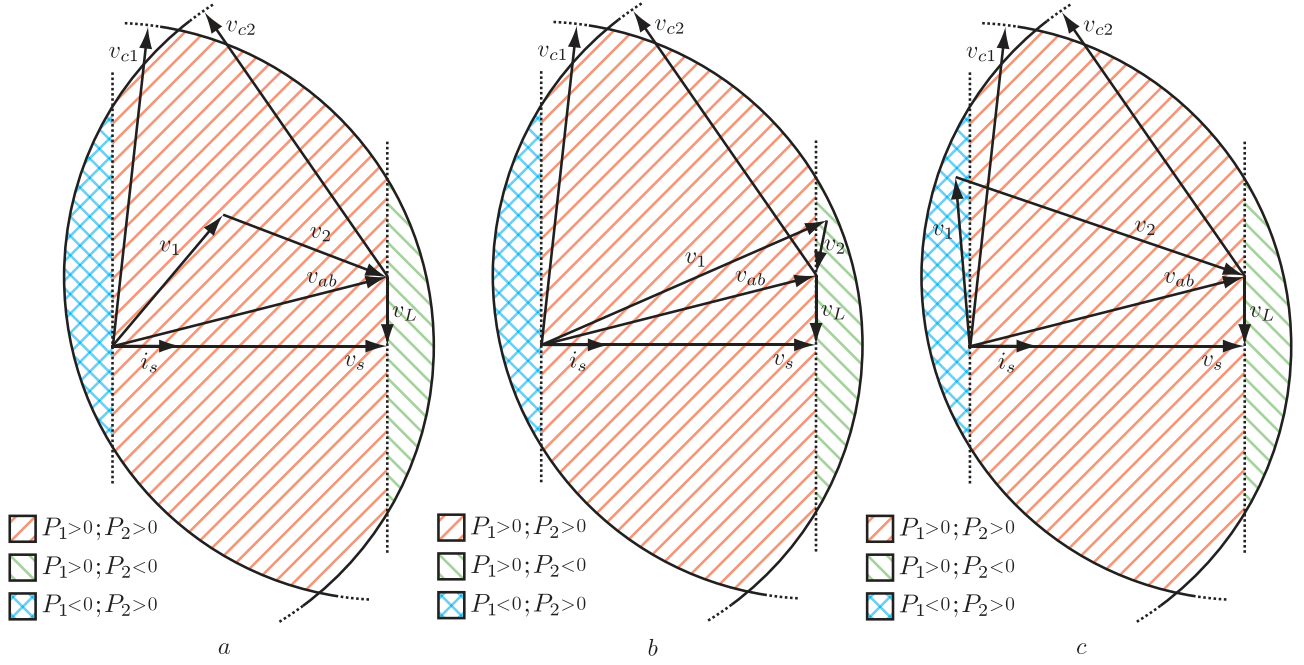 v_{c1}
v_{c2}
v_1
v_2
v_{ab}
v_L
i_s
v_s
P_1>0;P_2>0
P_1>0;P_2<0
P_1<0;P_2>0
a
v_{c1}
v_{c2}
v_1
v_2
v_{ab}
v_L
i_s
v_s
P_1>0;P_2>0
P_1>0;P_2<0
P_1<0;P_2>0
b
v_{c1}
v_{c2}
v_1
v_2
v_{ab}
v_L
i_s
v_s
P_1>0;P_2>0
P_1>0;P_2<0
P_1<0;P_2>0
c